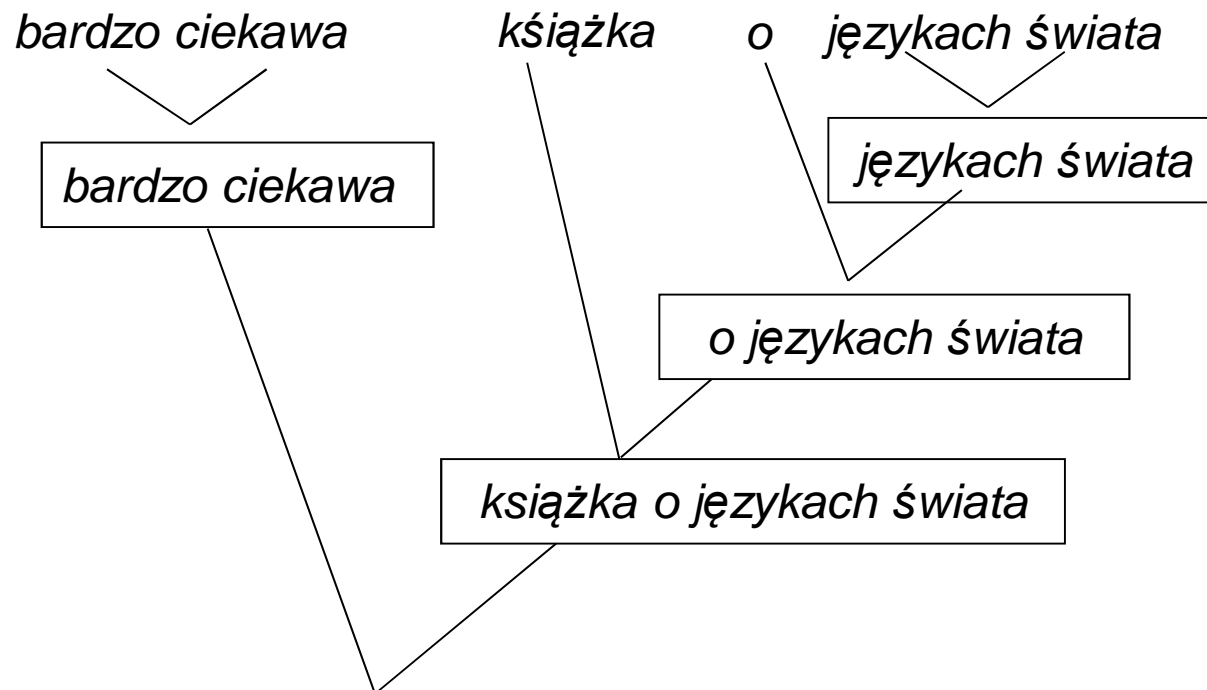 bardzo ciekawa kśiążka o językach świata
językach świata
bardzo ciekawa
o językach świata
książka o językach świata